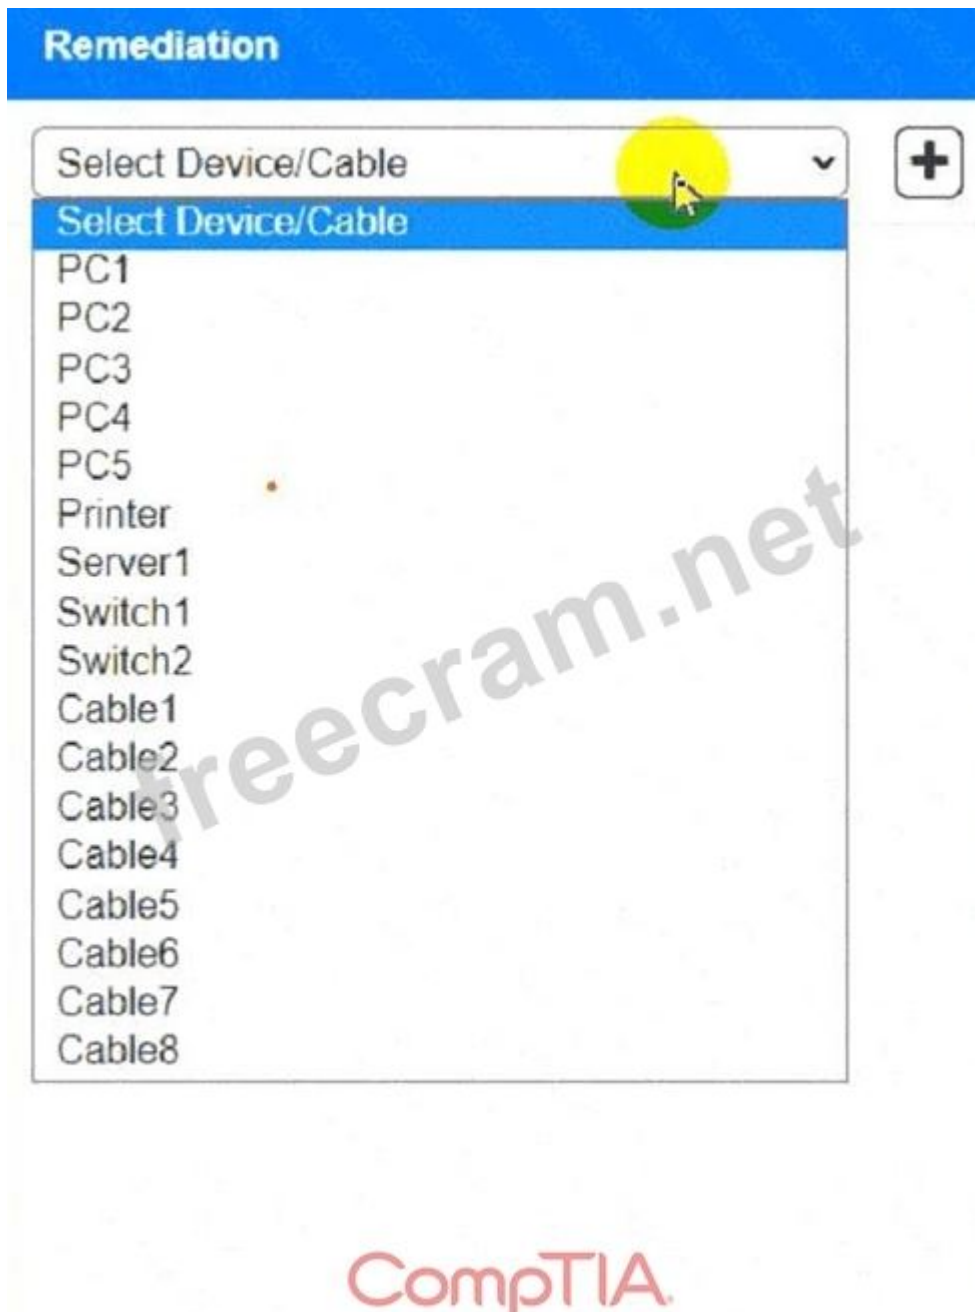 Remediation
Select Device/Cable
Select Device/Cable
PC1
PC2
PC3
PC4
PC5
Printer
Server1
Switch1
Switch2
Cable1
Cable2
Cable3
Cable4
Cable5
Cable6
Cable7
Cable8
freecram.net
CompTIA.